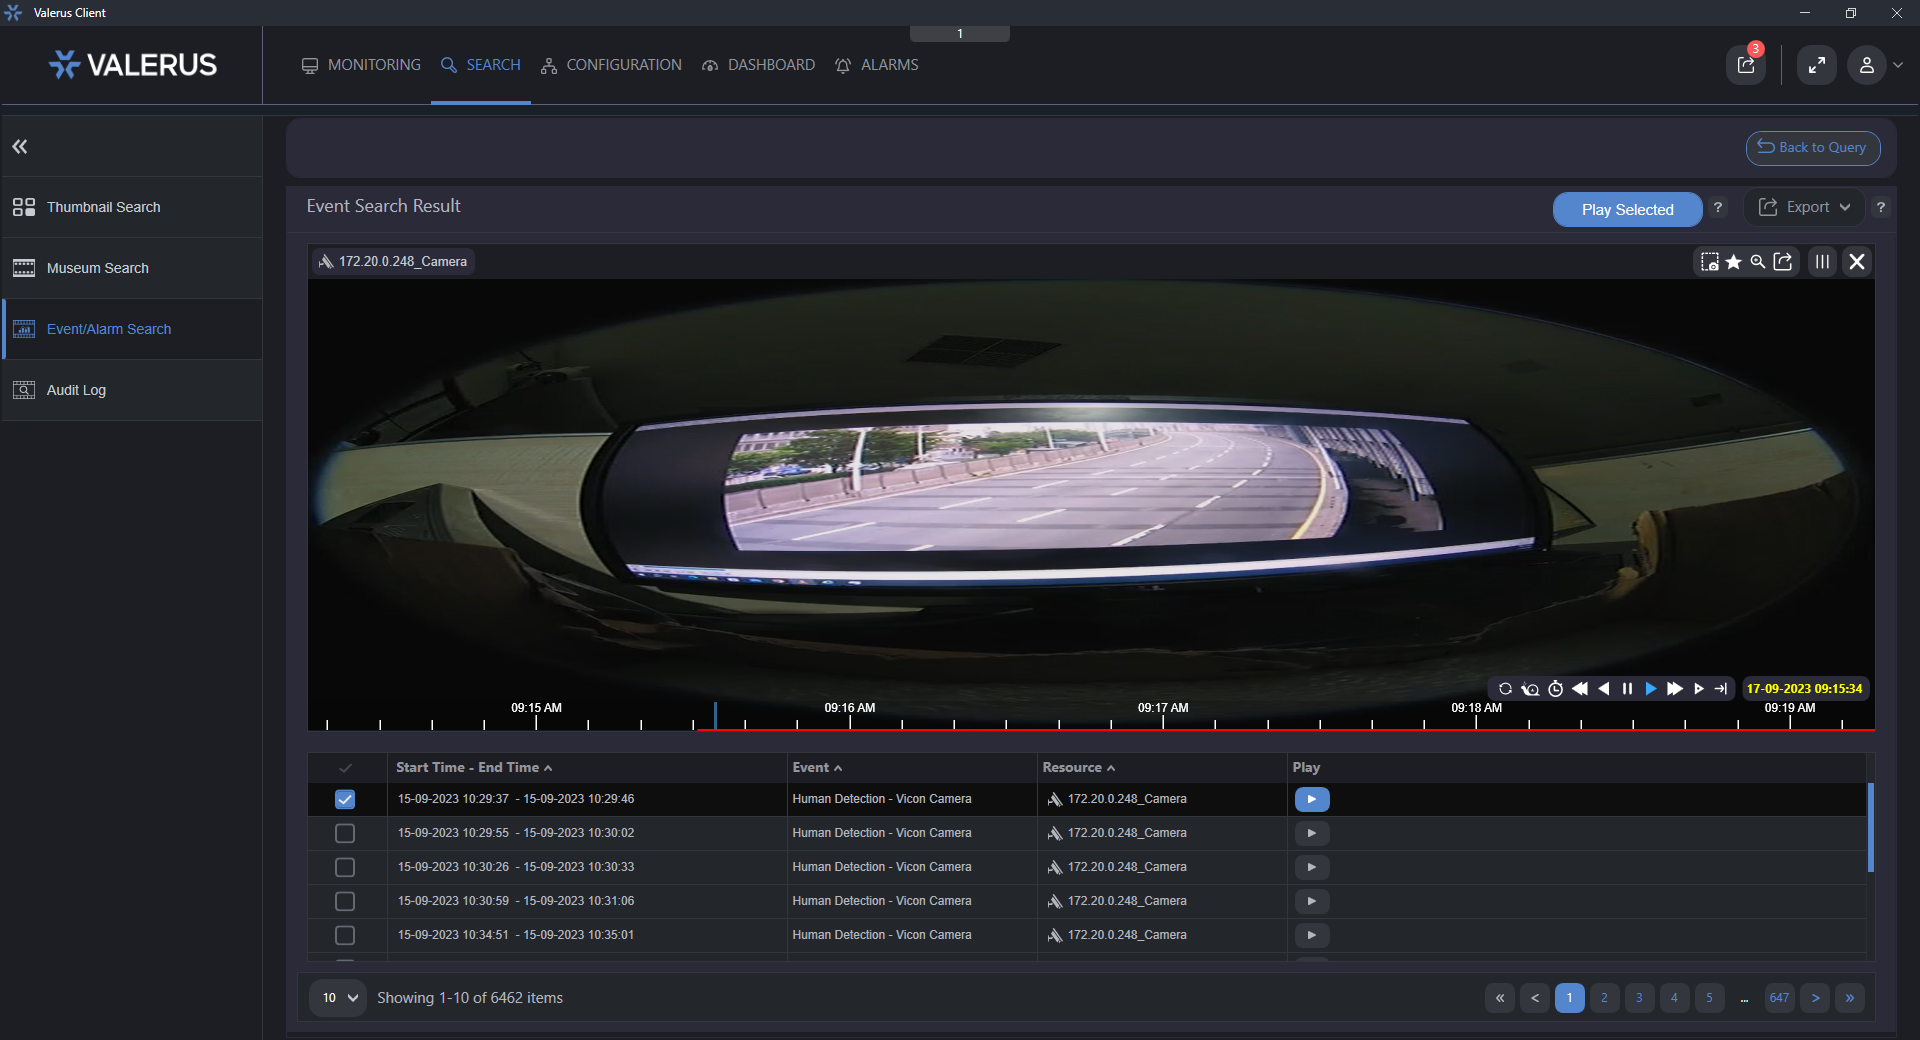 Valerus Client
1
VALERUS
MONITORING
SEARCH
CONFIGURATION
DASHBOARD
ALARMS
3
Back to Query
Thumbnail Search
Museum Search
Event/Alarm Search
Audit Log
Event Search Result
Play Selected
?
Export
?
172.20.0.248_Camera
17-09-2023 09:15:34
09:15 AM
09:16 AM
09:17 AM
09:18 AM
09:19 AM
Start Time - End Time
Event
Resource
Play
15-09-2023 10:29:37 - 15-09-2023 10:29:46
Human Detection - Vicon Camera
172.20.0.248_Camera
15-09-2023 10:29:55 - 15-09-2023 10:30:02
Human Detection - Vicon Camera
172.20.0.248_Camera
15-09-2023 10:30:26 - 15-09-2023 10:30:33
Human Detection - Vicon Camera
172.20.0.248_Camera
15-09-2023 10:30:59 - 15-09-2023 10:31:06
Human Detection - Vicon Camera
172.20.0.248_Camera
15-09-2023 10:34:51 - 15-09-2023 10:35:01
Human Detection - Vicon Camera
172.20.0.248_Camera
10
Showing 1-10 of 6462 items
« < 1 2 3 4 5 ... 647 > »